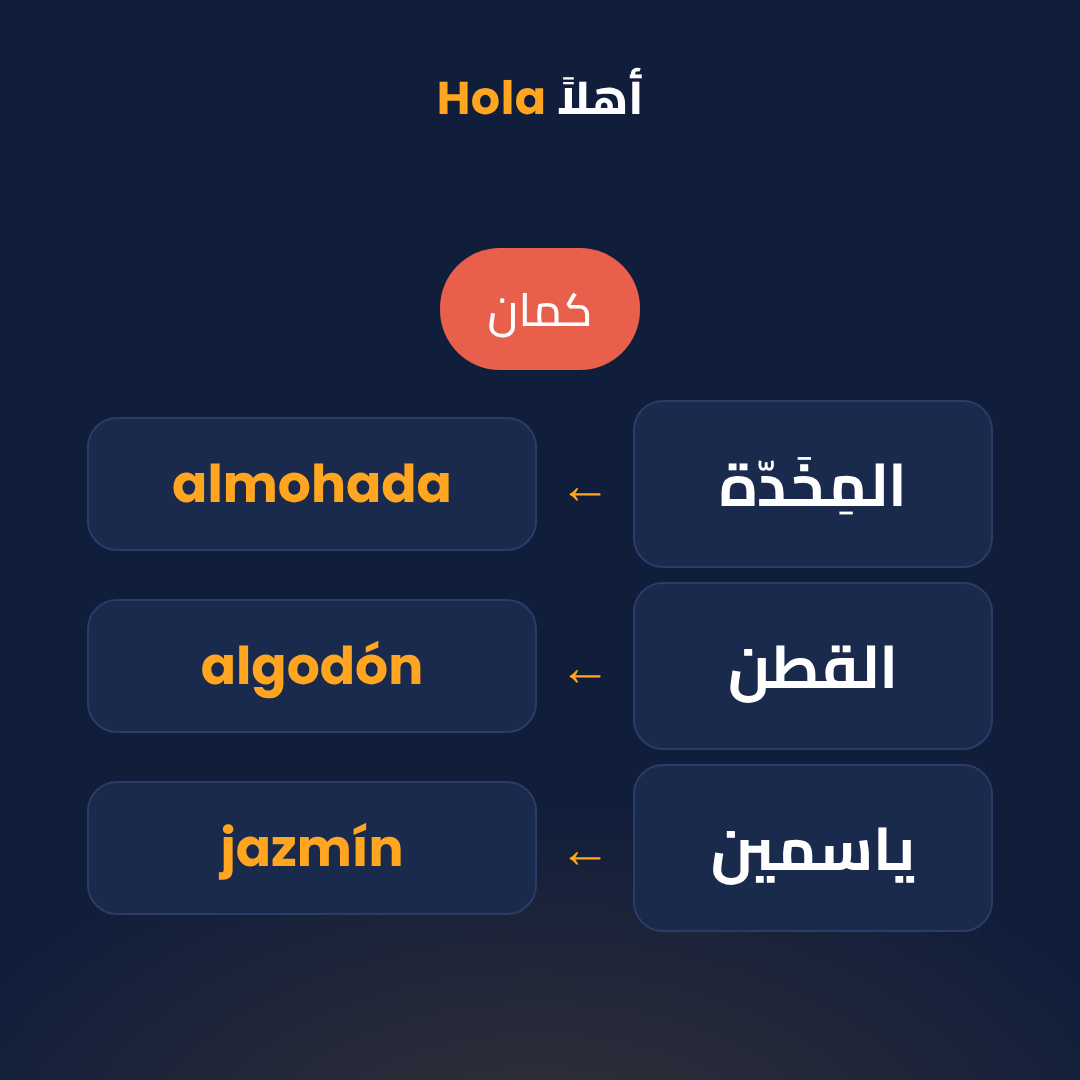 أهلاً Hola
كمان
المِخَدّة ← almohada
القطن ← algodón
ياسمين ← jazmín